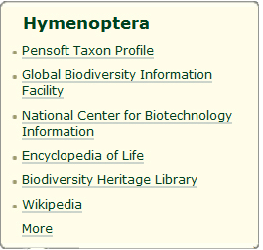 Hymenoptera
Pensoft Taxon Profile
Global Biodiversity Information
Facility
National Center for Biotechnology
Information
Encyclopedia of Life
Biodiversity Heritage Library
Wikipedia
More